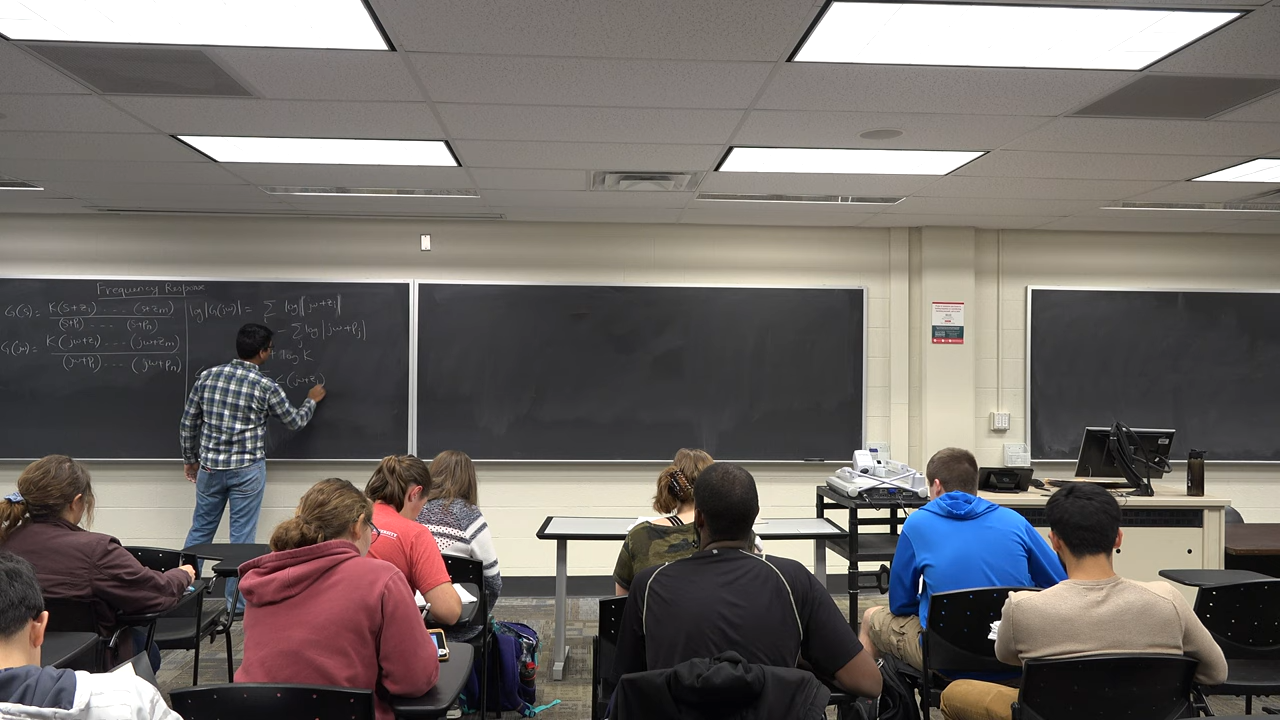 Frequency Response
G(s) = K(s+z₁) .... (s+zₘ)
(s+p₁) .... (s+pₙ)
G(jω) = K(jω+z₁) .... (jω+zₘ)
(jω+p₁) .... (jω+pₙ)
log|G(jω)| = Σ log|jω+zᵢ|
- Σ log|jω+pⱼ|
log K
∠(jω+z